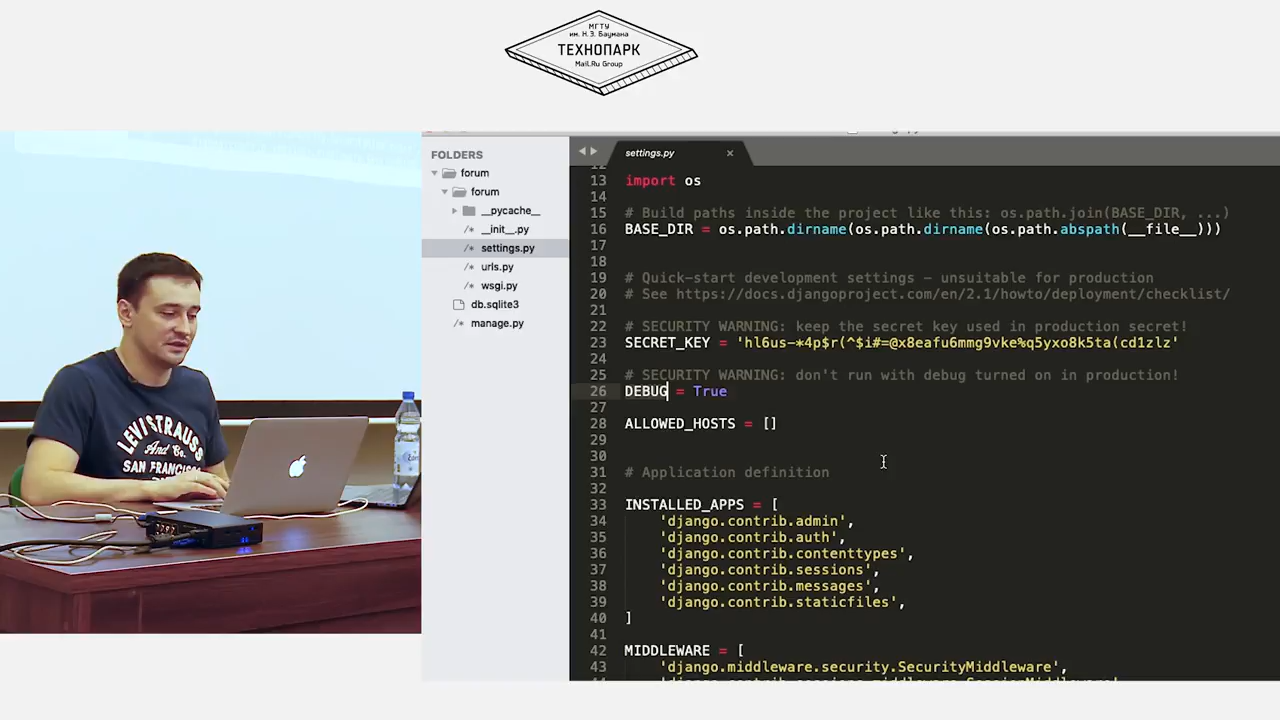 МГТУ
им. Н.Э. Баумана
ТЕХНОПАРК
Mail.Ru Group
LEVI STRAUSS
And Co.
SAN FRANCISCO
FOLDERS
forum
forum
__pycache__
__init__.py
settings.py
urls.py
wsgi.py
db.sqlite3
manage.py
settings.py
12
13 import os
14
15 # Build paths inside the project like this: os.path.join(BASE_DIR, ...)
16 BASE_DIR = os.path.dirname(os.path.dirname(os.path.abspath(__file__)))
17
18
19 # Quick-start development settings - unsuitable for production
20 # See https://docs.djangoproject.com/en/2.1/howto/deployment/checklist/
21
22 # SECURITY WARNING: keep the secret key used in production secret!
23 SECRET_KEY = 'hl6us-*4p$r(^$i#=@x8eafu6mmg9vke%q5yxo8k5ta(cd1zlz'
24
25 # SECURITY WARNING: don't run with debug turned on in production!
26 DEBUG = True
27
28 ALLOWED_HOSTS = []
29
30
31 # Application definition
32
33 INSTALLED_APPS = [
34 'django.contrib.admin',
35 'django.contrib.auth',
36 'django.contrib.contenttypes',
37 'django.contrib.sessions',
38 'django.contrib.messages',
39 'django.contrib.staticfiles',
40 ]
41
42 MIDDLEWARE = [
43 'django.middleware.security.SecurityMiddleware',